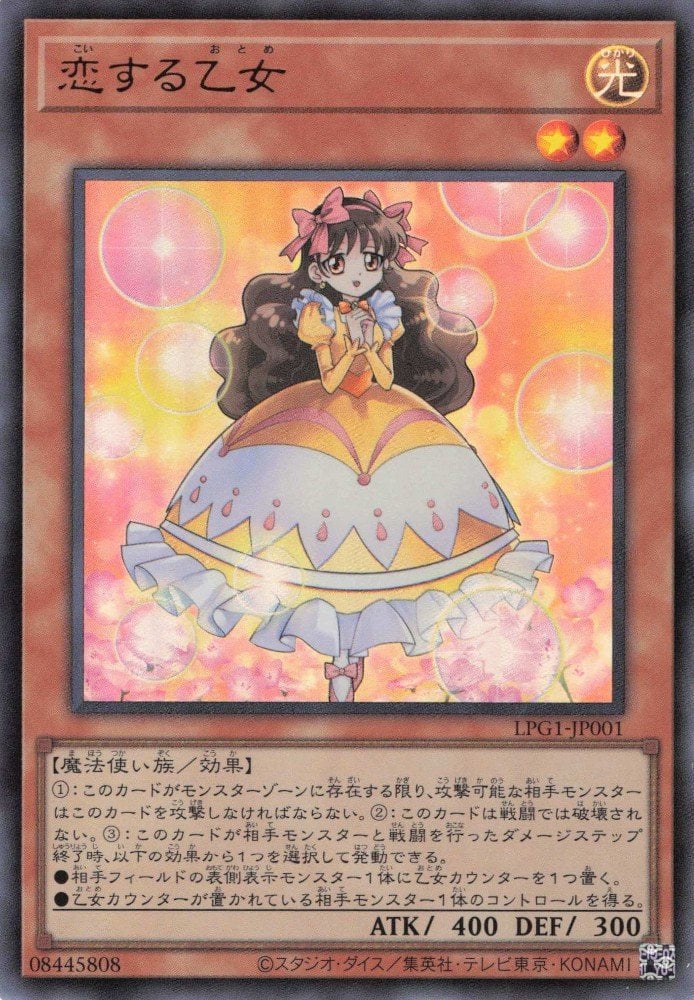 恋する乙女
光
LPG1-JP001
【魔法使い族／効果】
①：このカードがモンスターゾーンに存在する限り、攻撃可能な相手モンスター
はこのカードを攻撃しなければならない。②：このカードは戦闘では破壊され
ない。③：このカードが相手モンスターと戦闘を行ったダメージステップ
終了時、以下の効果から１つを選択して発動できる。
●相手フィールドの表側表示モンスター１体に乙女カウンターを１つ置く。
●乙女カウンターが置かれている相手モンスター１体のコントロールを得る。
ATK/ 400 DEF/ 300
08445808 ©スタジオ・ダイス／集英社・テレビ東京・KONAMI